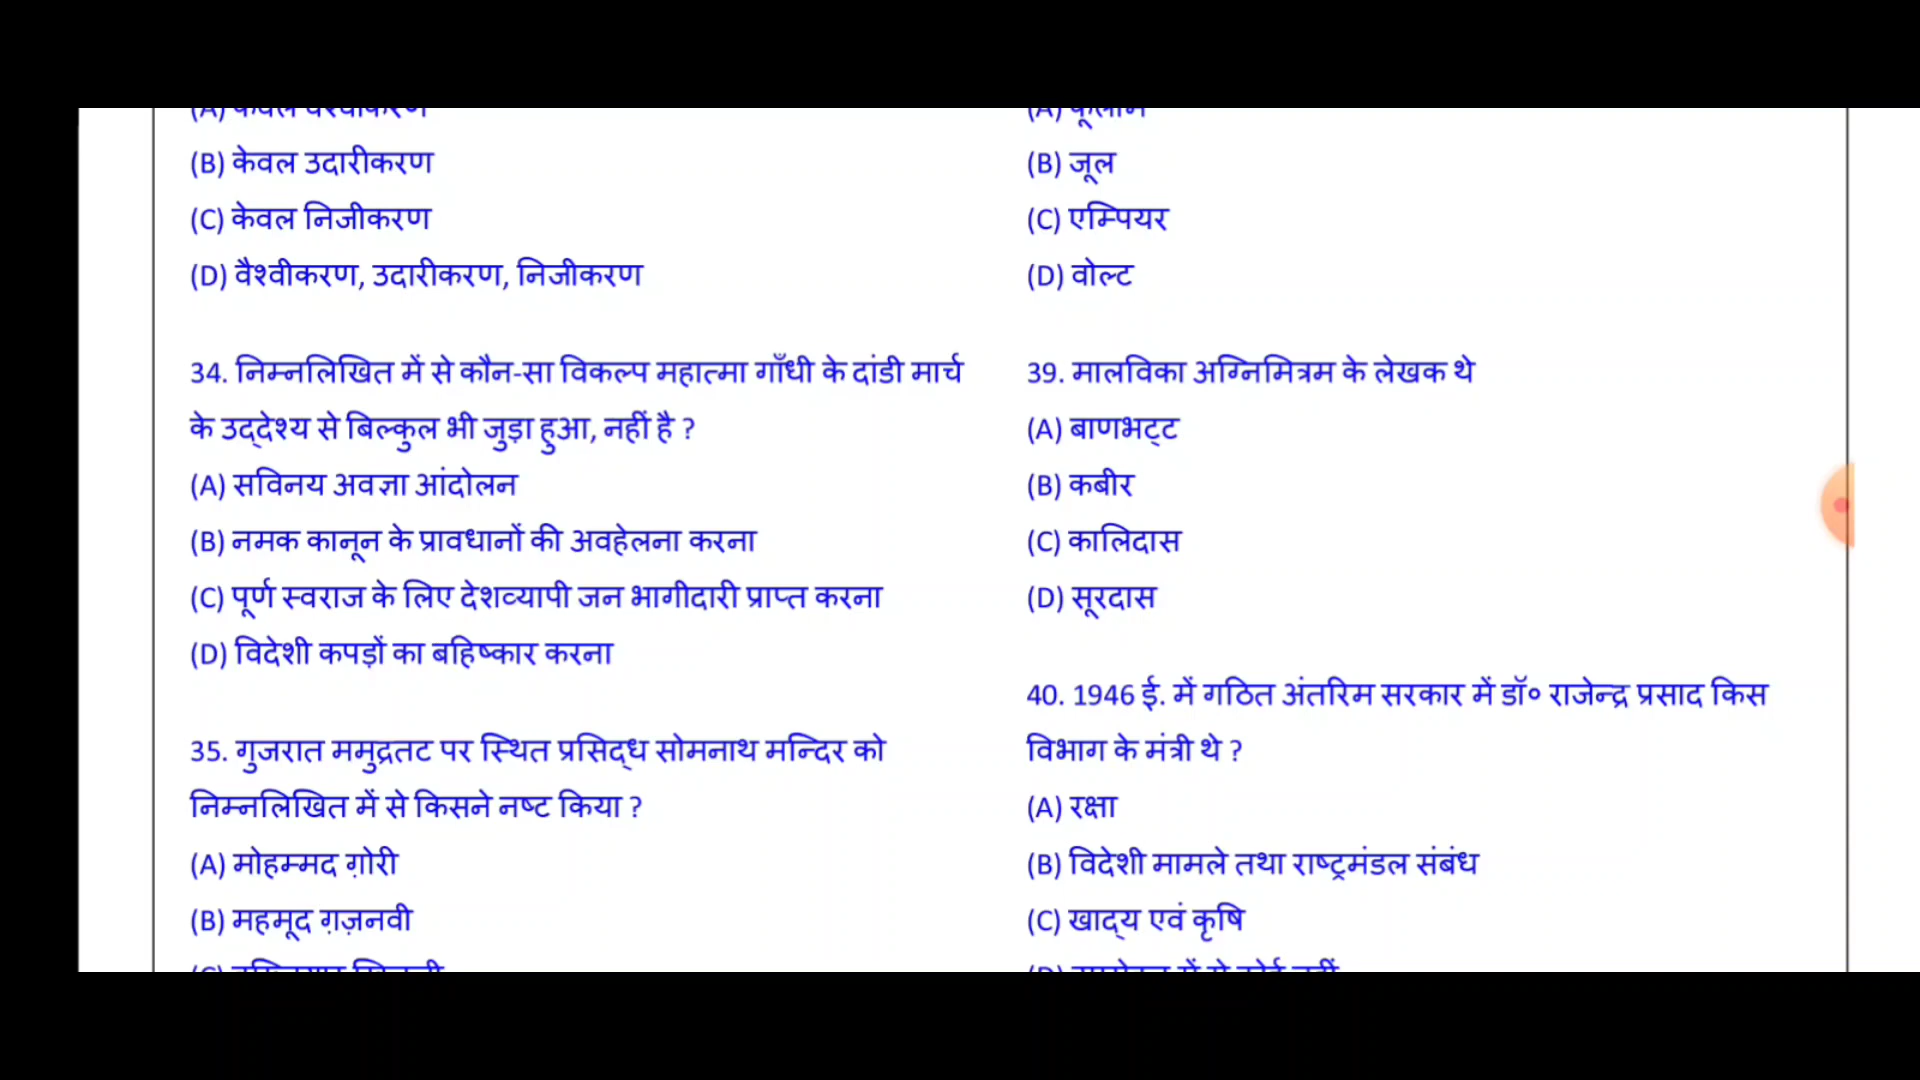 (B) केवल उदारीकरण
(C) केवल निजीकरण
(D) वैश्वीकरण, उदारीकरण, निजीकरण
34. निम्नलिखित में से कौन-सा विकल्प महात्मा गाँधी के दांडी मार्च
के उद्देश्य से बिल्कुल भी जुड़ा हुआ, नहीं है ?
(A) सविनय अवज्ञा आंदोलन
(B) नमक कानून के प्रावधानों की अवहेलना करना
(C) पूर्ण स्वराज के लिए देशव्यापी जन भागीदारी प्राप्त करना
(D) विदेशी कपड़ों का बहिष्कार करना
35. गुजरात ममुद्रतट पर स्थित प्रसिद्ध सोमनाथ मन्दिर को
निम्नलिखित में से किसने नष्ट किया ?
(A) मोहम्मद ग़ोरी
(B) महमूद ग़ज़नवी
(B) जूल
(C) एम्पियर
(D) वोल्ट
39. मालविका अग्निमित्रम के लेखक थे
(A) बाणभट्ट
(B) कबीर
(C) कालिदास
(D) सूरदास
40. 1946 ई. में गठित अंतरिम सरकार में डॉ० राजेन्द्र प्रसाद किस
विभाग के मंत्री थे ?
(A) रक्षा
(B) विदेशी मामले तथा राष्ट्रमंडल संबंध
(C) खाद्य एवं कृषि